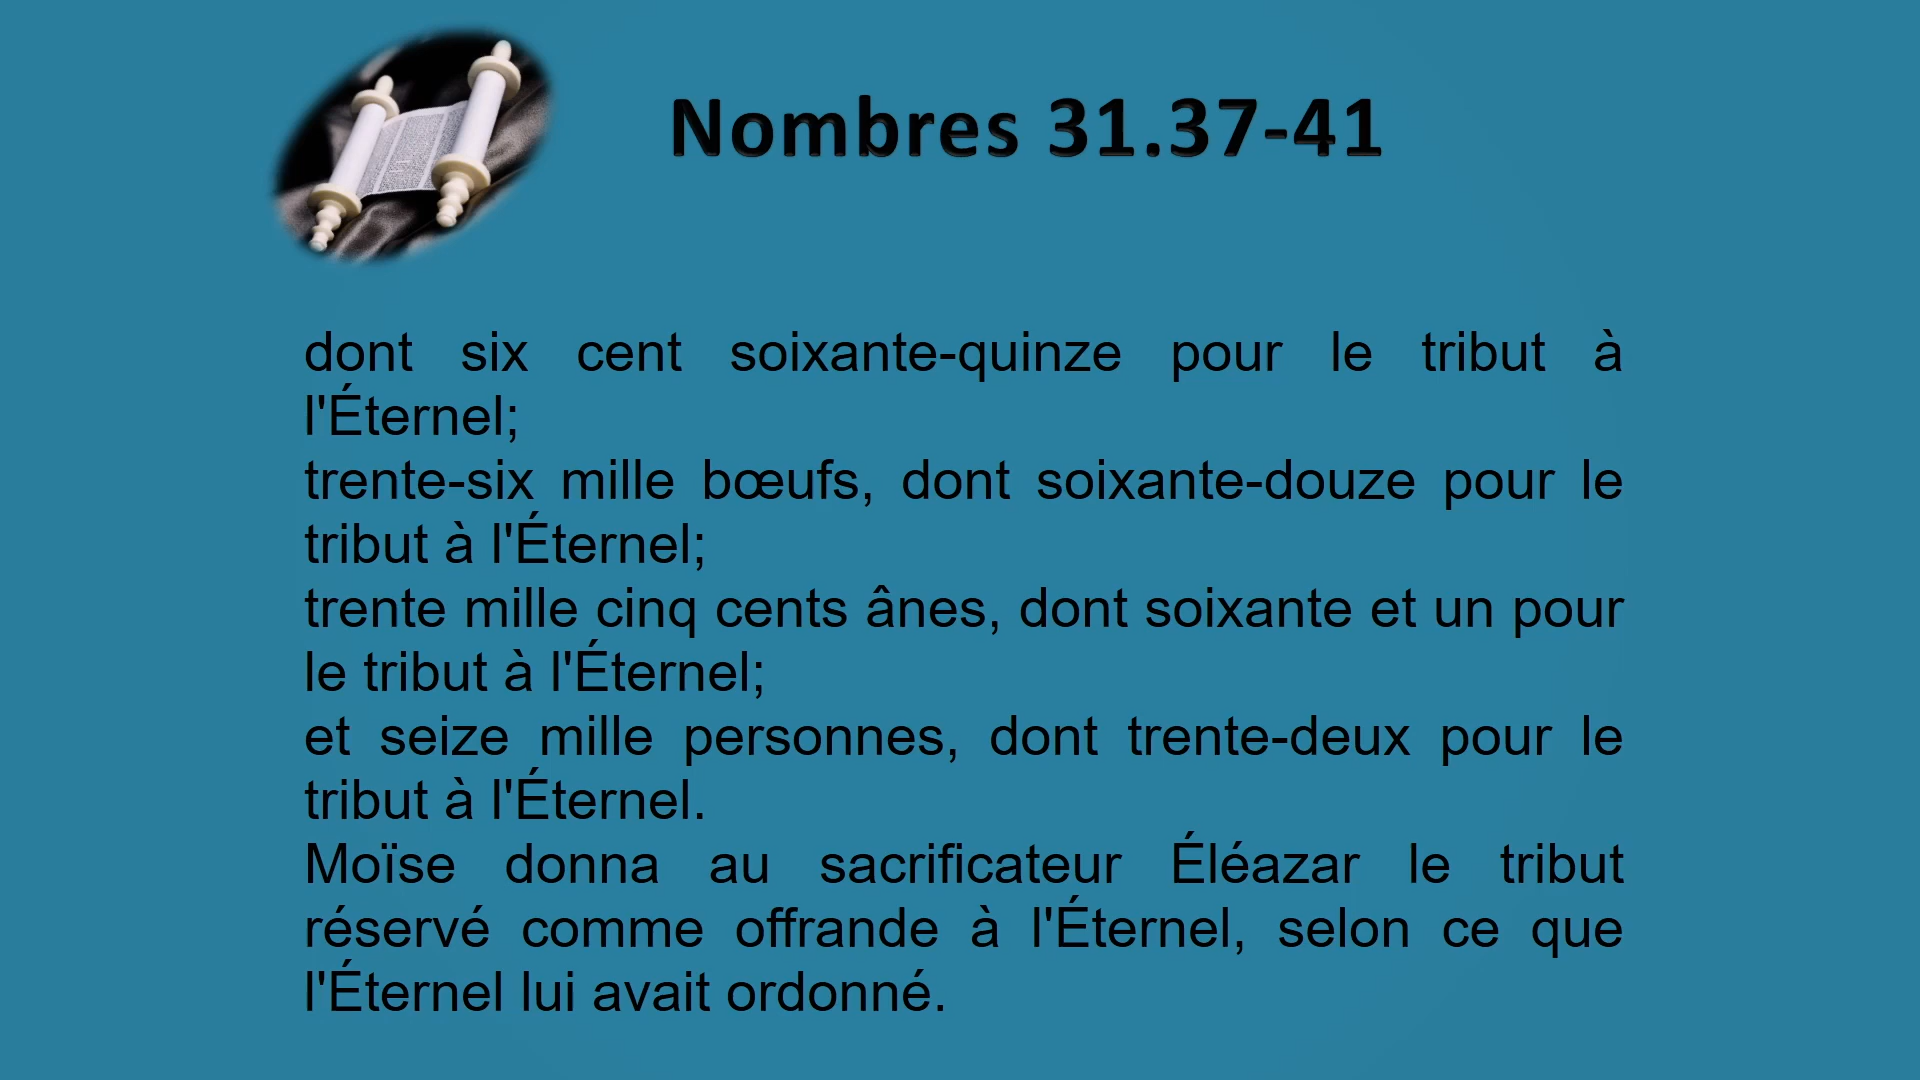 Nombres 31.37-41
dont six cent soixante-quinze pour le tribut à
l'Éternel;
trente-six mille bœufs, dont soixante-douze pour le
tribut à l'Éternel;
trente mille cinq cents ânes, dont soixante et un pour
le tribut à l'Éternel;
et seize mille personnes, dont trente-deux pour le
tribut à l'Éternel.
Moïse donna au sacrificateur Éléazar le tribut
réservé comme offrande à l'Éternel, selon ce que
l'Éternel lui avait ordonné.